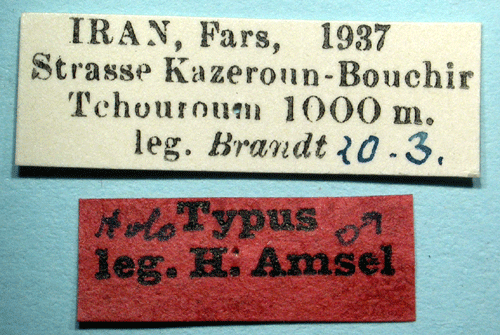 IRAN, Fars, 1937
Strasse Kazeroun-Bouchir
Tchouroum 1000 m.
leg. Brandt 20.3.
Holo Typus ♂
leg. H. Amsel